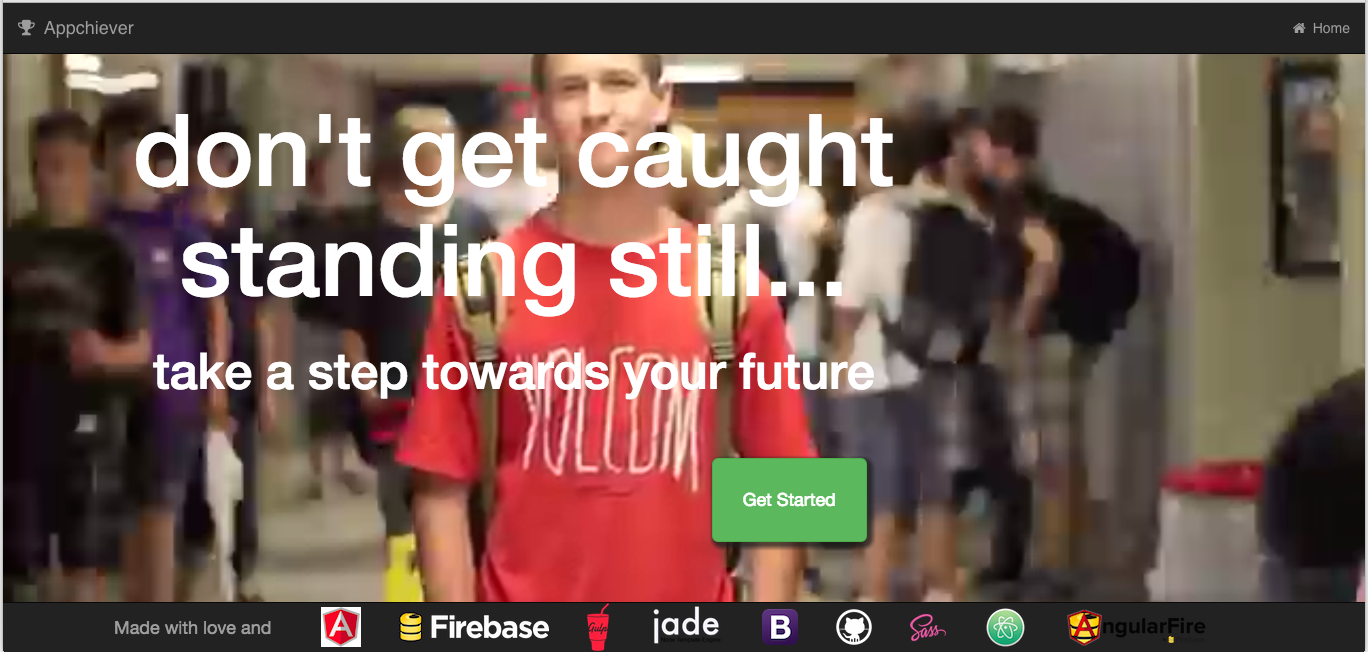 Appchiever
Home
don't get caught
standing still...
take a step towards your future
VOLCOM
Get Started
Made with love and
A
Firebase
Gulp
jade
B
Sass
AngularFire